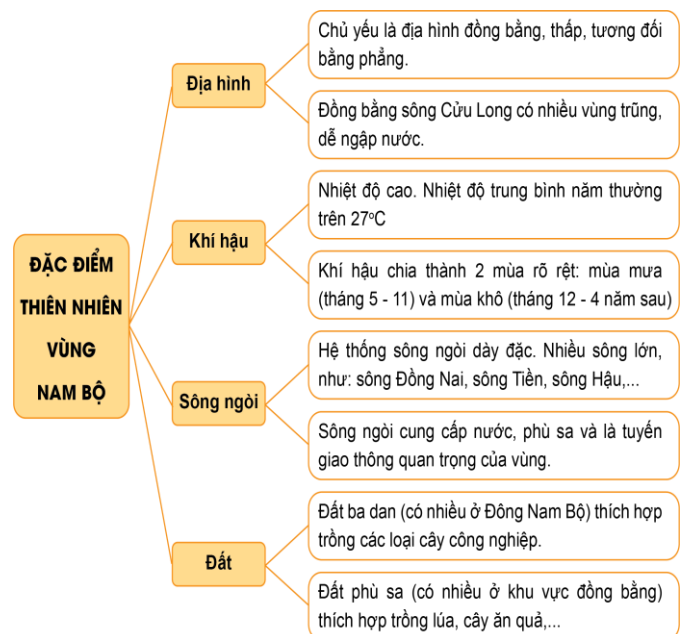 ĐẶC ĐIỂM
THIÊN NHIÊN
VÙNG
NAM BỘ
Địa hình
Chủ yếu là địa hình đồng bằng, thấp, tương đối
bằng phẳng.
Đồng bằng sông Cửu Long có nhiều vùng trũng,
dễ ngập nước.
Khí hậu
Nhiệt độ cao. Nhiệt độ trung bình năm thường
trên 27ºC
Khí hậu chia thành 2 mùa rõ rệt: mùa mưa
(tháng 5 - 11) và mùa khô (tháng 12 - 4 năm sau)
Sông ngòi
Hệ thống sông ngòi dày đặc. Nhiều sông lớn,
như: sông Đồng Nai, sông Tiền, sông Hậu,...
Sông ngòi cung cấp nước, phù sa và là tuyến
giao thông quan trọng của vùng.
Đất
Đất ba dan (có nhiều ở Đông Nam Bộ) thích hợp
trồng các loại cây công nghiệp.
Đất phù sa (có nhiều ở khu vực đồng bằng)
thích hợp trồng lúa, cây ăn quả,...